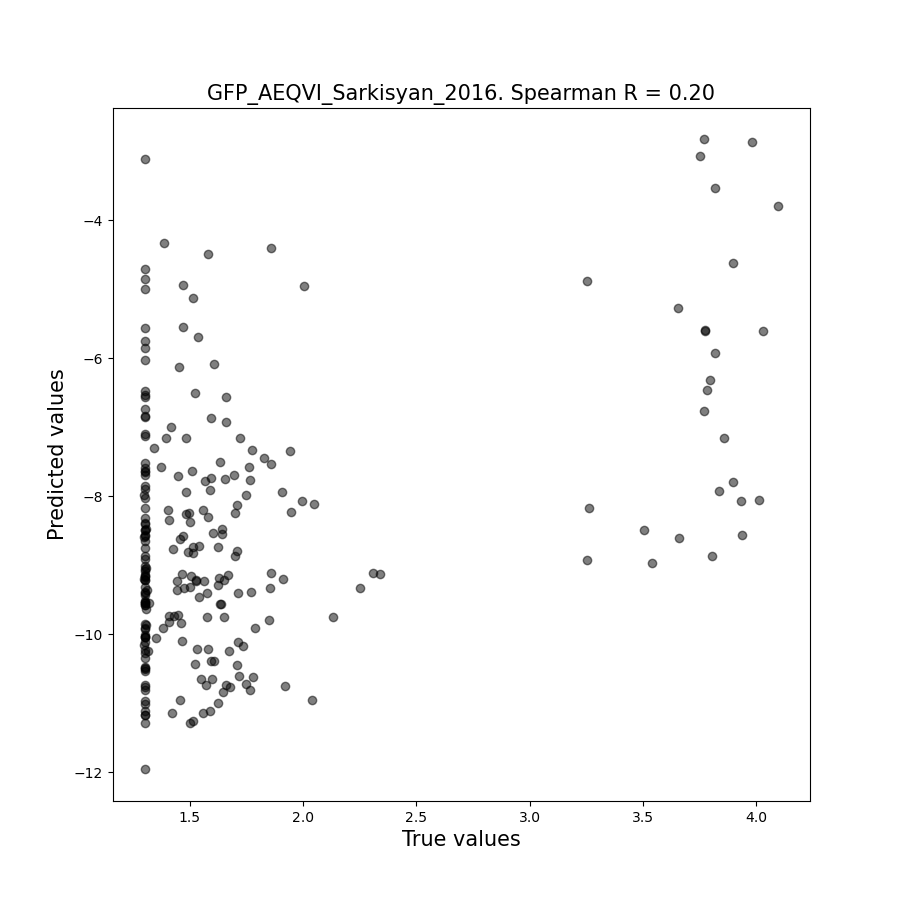 GFP_AEQVI_Sarkisyan_2016. Spearman R = 0.20
Predicted values
−4
−6
−8
−10
−12
1.5 2.0 2.5 3.0 3.5 4.0
True values